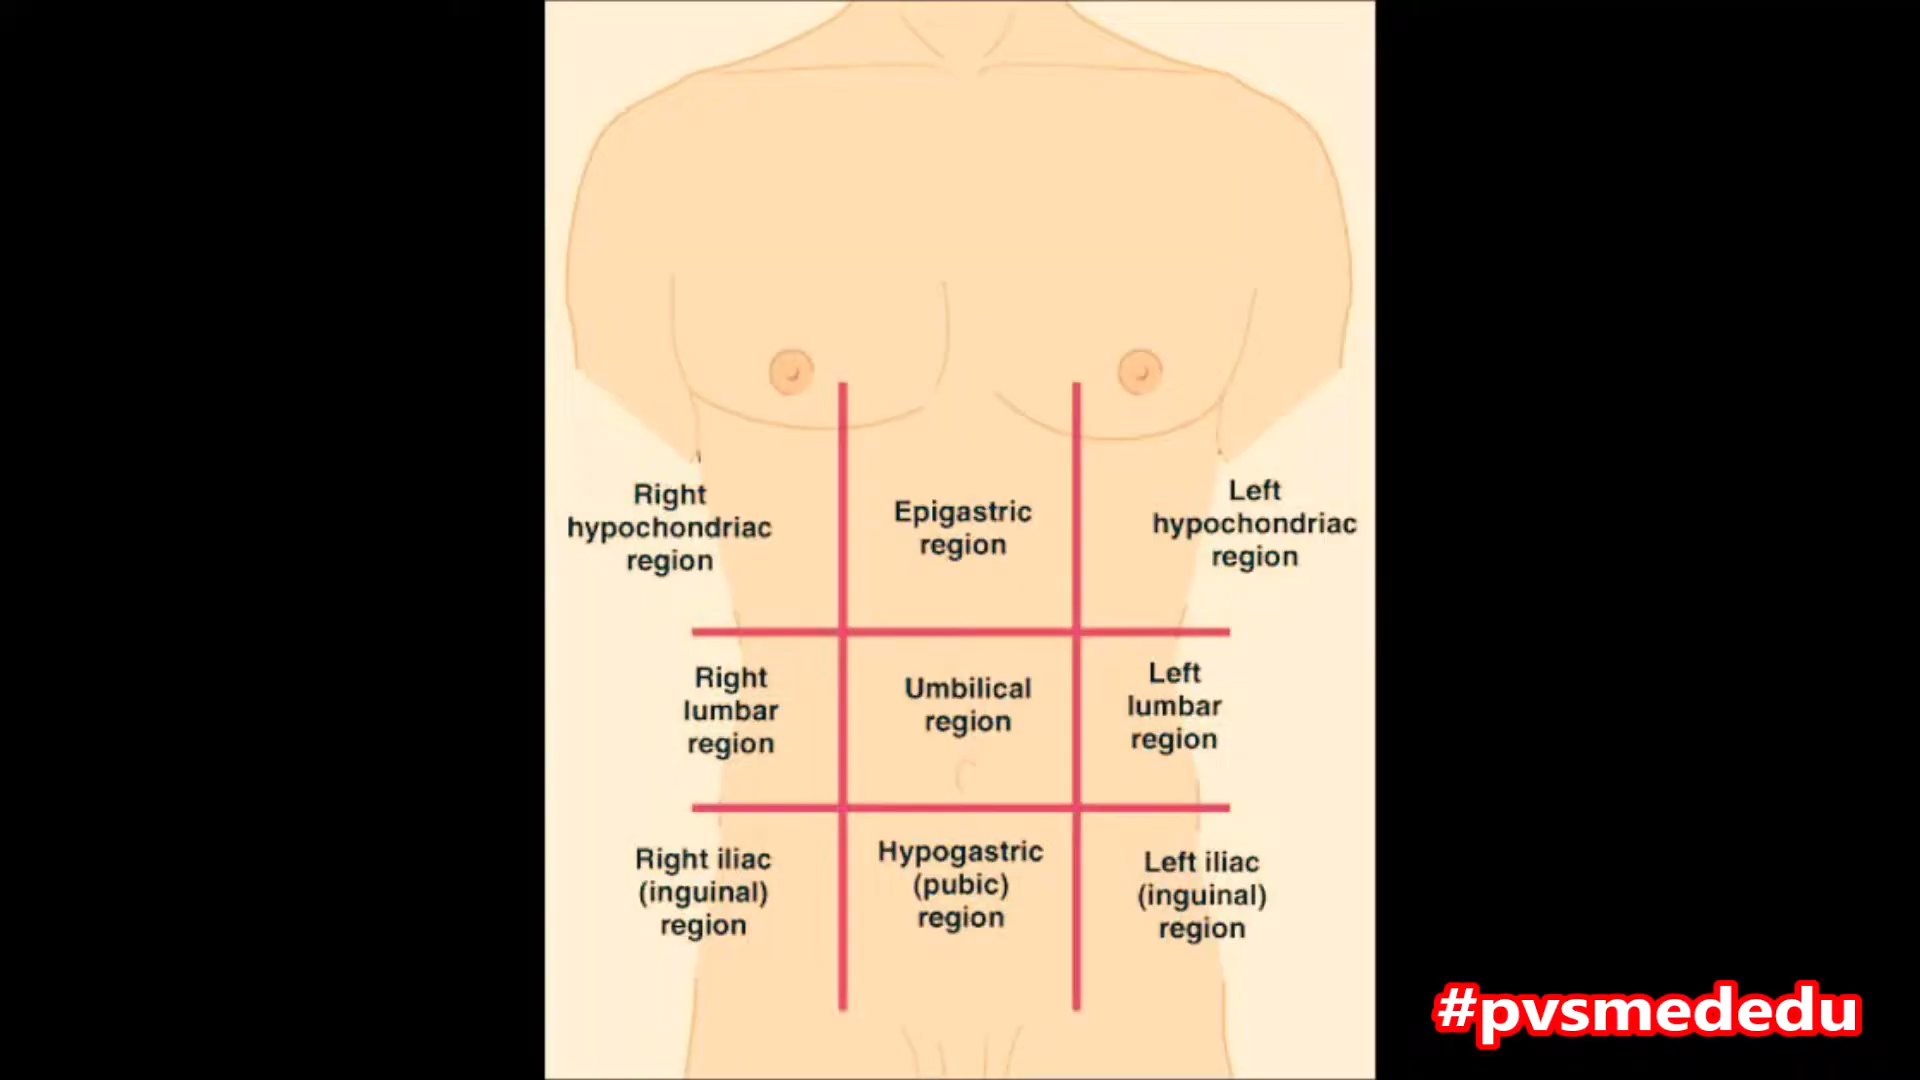 Right
hypochondriac
region
Epigastric
region
Left
hypochondriac
region
Right
lumbar
region
Umbilical
region
Left
lumbar
region
Right iliac
(inguinal)
region
Hypogastric
(pubic)
region
Left iliac
(inguinal)
region
#pvsmededu